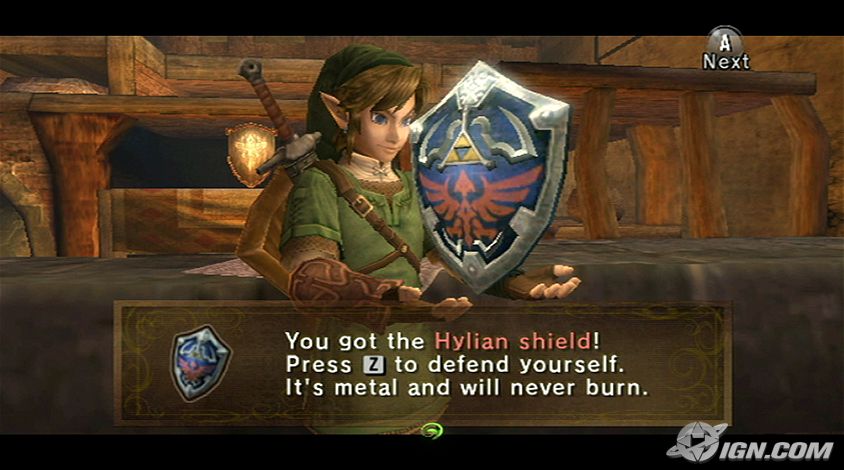 A
Next
You got the Hylian shield!
Press Z to defend yourself.
It's metal and will never burn.
IGN.COM